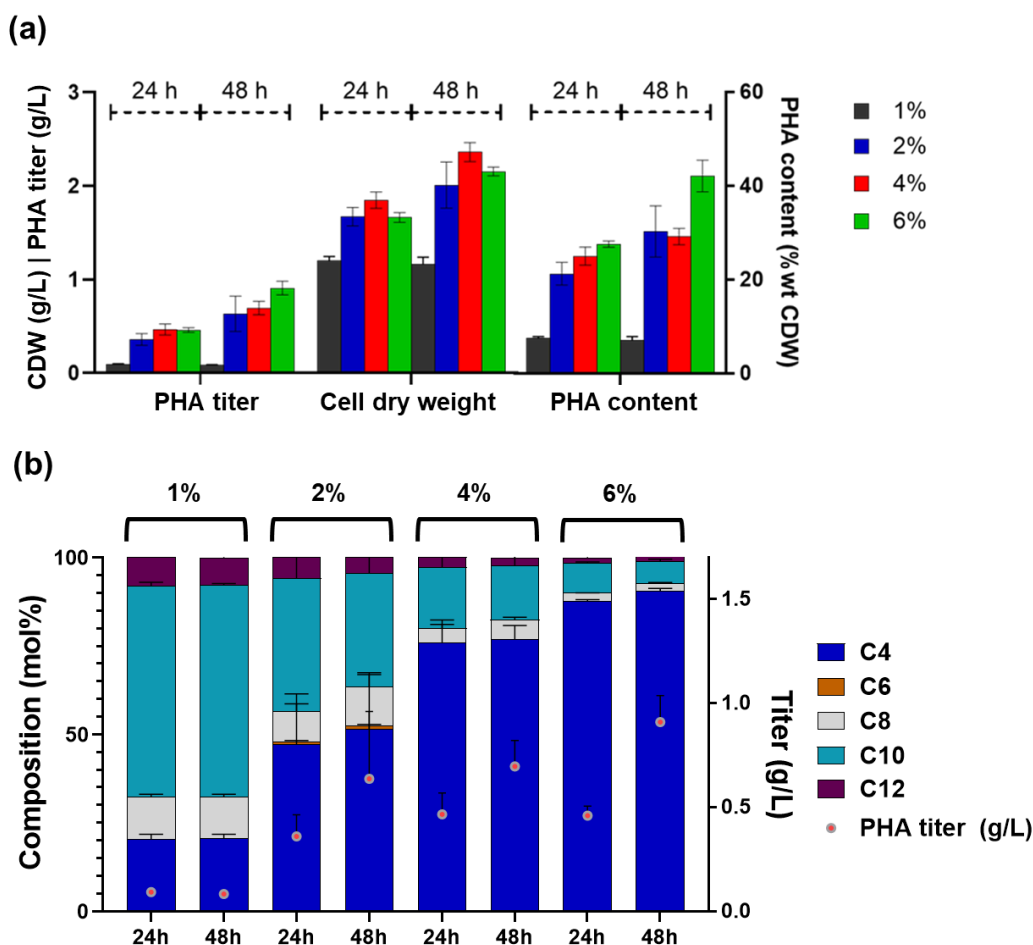 (a)
CDW (g/L) | PHA titer (g/L)
3
2
1
0
24 h
48 h
24 h
48 h
24 h
48 h
60
40
20
0
PHA content (% wt CDW)
1%
2%
4%
6%
PHA titer
Cell dry weight
PHA content
(b)
1%
2%
4%
6%
Composition (mol%)
100
50
0
1.5
1.0
0.5
0.0
Titer (g/L)
C4
C6
C8
C10
C12
PHA titer (g/L)
24h
48h
24h
48h
24h
48h
24h
48h